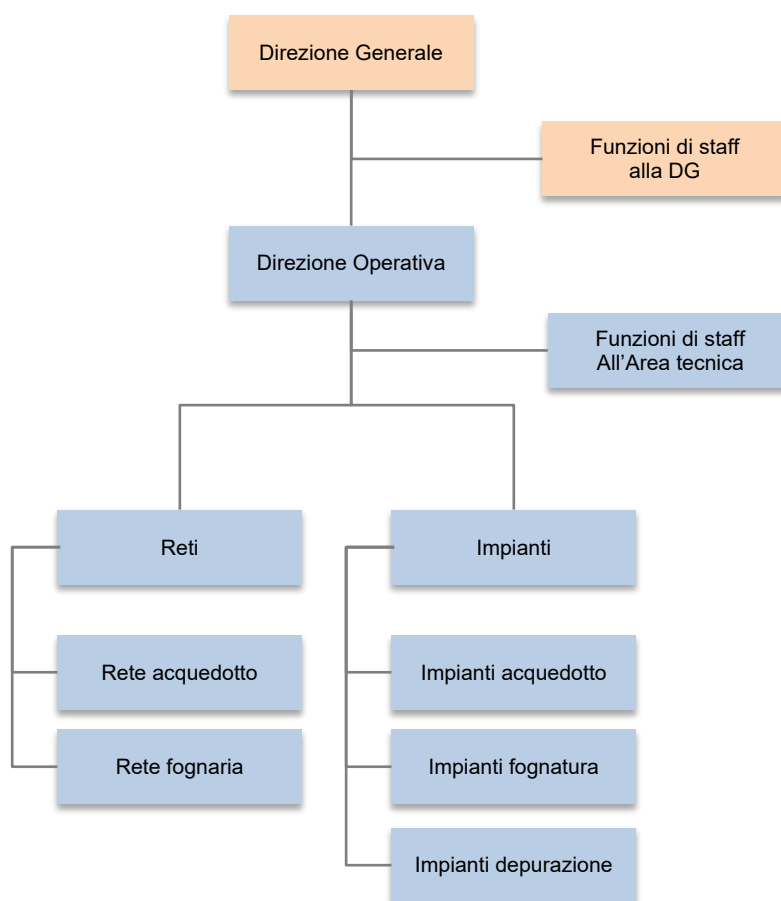 Direzione Generale
Funzioni di staff
alla DG
Direzione Operativa
Funzioni di staff
All’Area tecnica
Reti
Impianti
Rete acquedotto
Impianti acquedotto
Rete fognaria
Impianti fognatura
Impianti depurazione